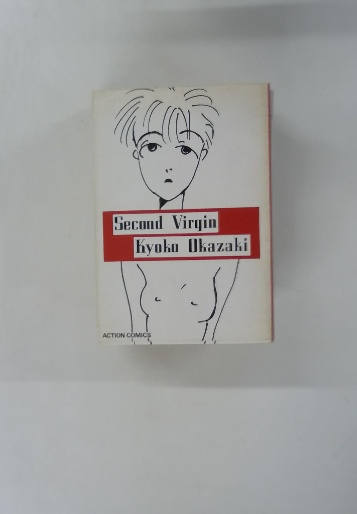 Second Virgin
Kyoko Okazaki
ACTION COMICS